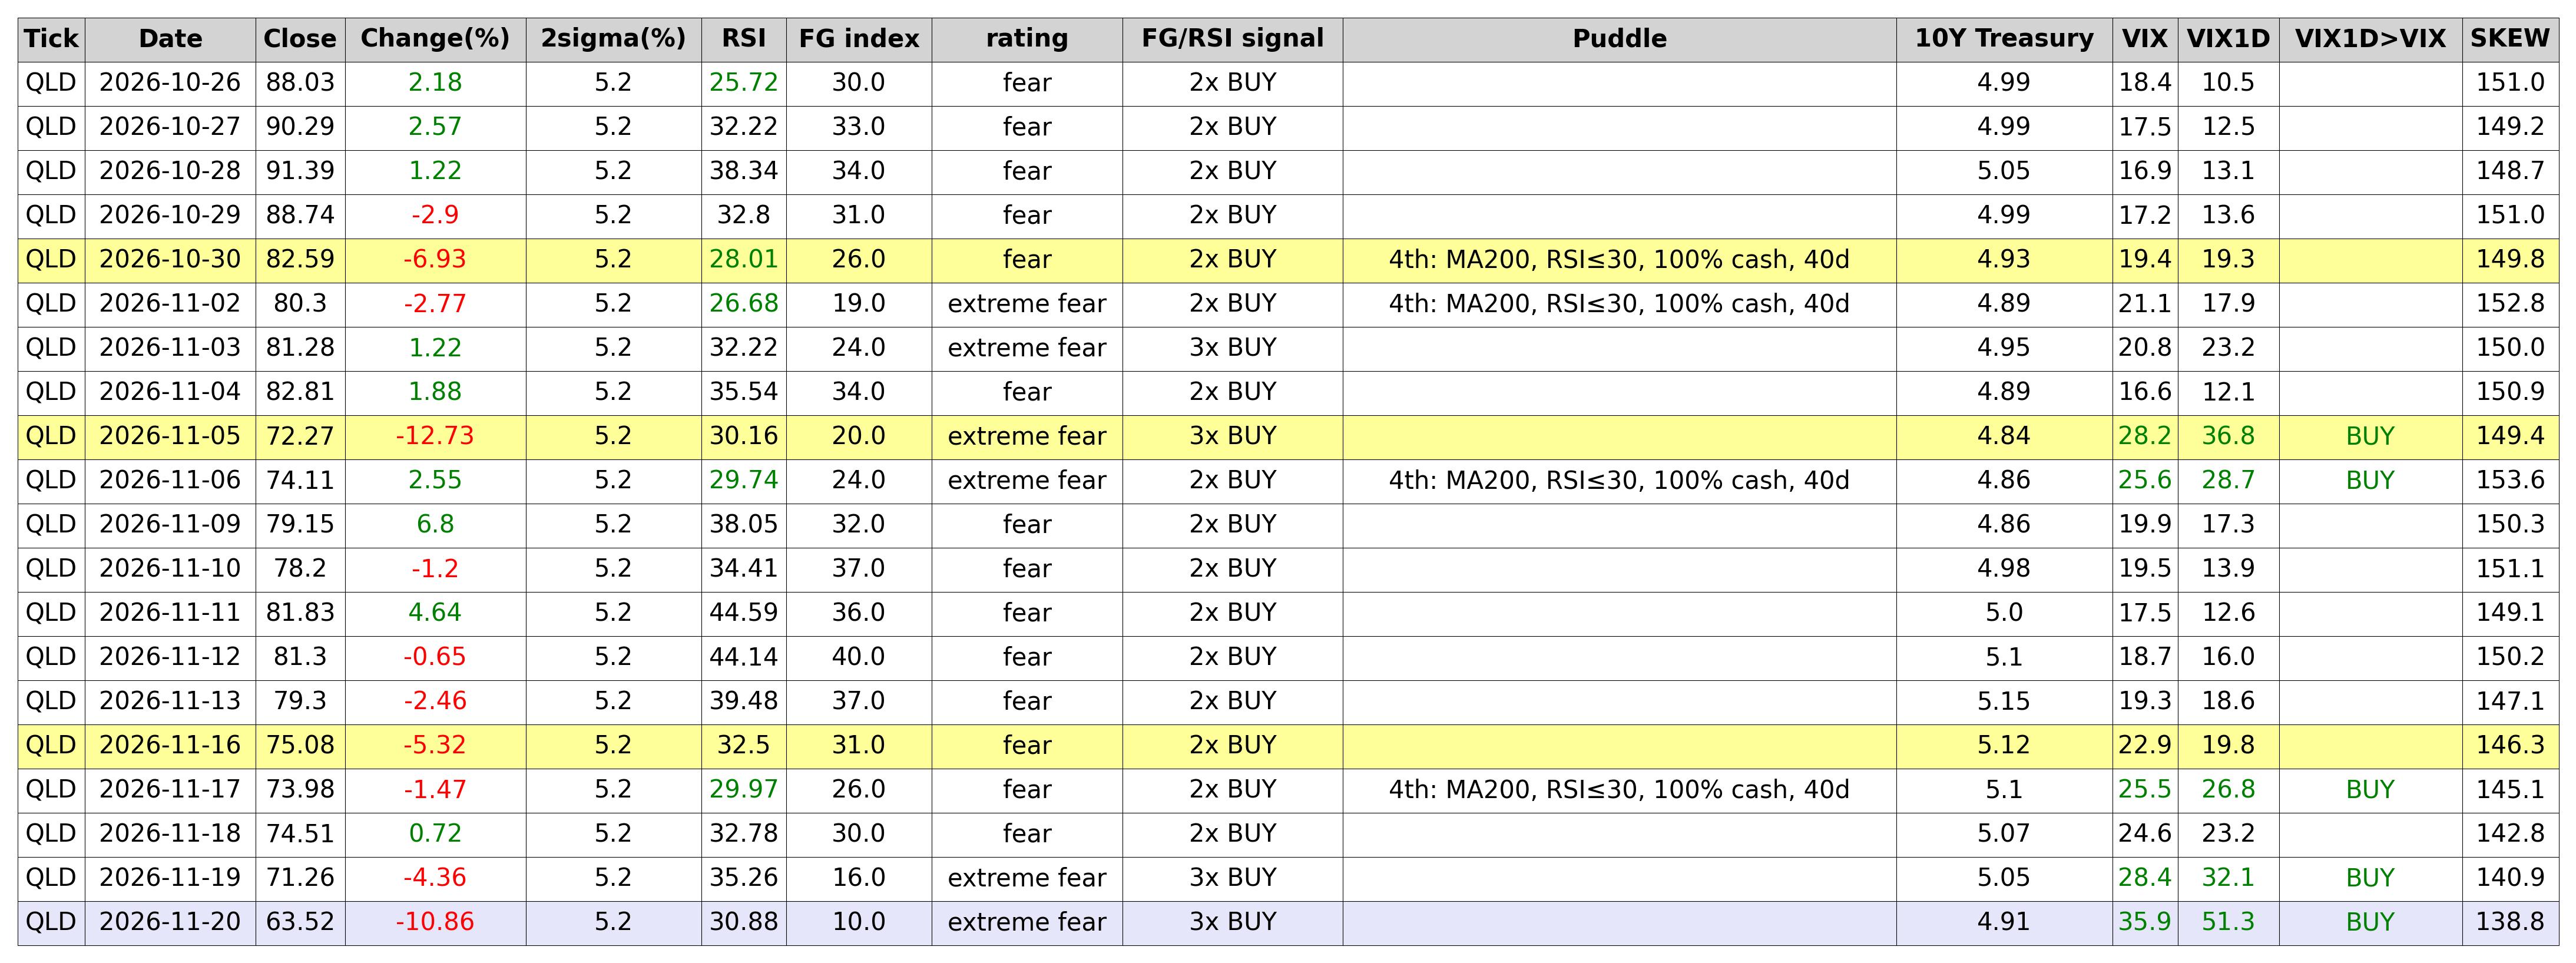 Tick Date Close Change(%) 2sigma(%) RSI FG index rating FG/RSI signal Puddle 10Y Treasury VIX VIX1D VIX1D>VIX SKEW
QLD 2026-10-26 88.03 2.18 5.2 25.72 30.0 fear 2x BUY 4.99 18.4 10.5 151.0
QLD 2026-10-27 90.29 2.57 5.2 32.22 33.0 fear 2x BUY 4.99 17.5 12.5 149.2
QLD 2026-10-28 91.39 1.22 5.2 38.34 34.0 fear 2x BUY 5.05 16.9 13.1 148.7
QLD 2026-10-29 88.74 -2.9 5.2 32.8 31.0 fear 2x BUY 4.99 17.2 13.6 151.0
QLD 2026-10-30 82.59 -6.93 5.2 28.01 26.0 fear 2x BUY 4th: MA200, RSI≤30, 100% cash, 40d 4.93 19.4 19.3 149.8
QLD 2026-11-02 80.3 -2.77 5.2 26.68 19.0 extreme fear 2x BUY 4th: MA200, RSI≤30, 100% cash, 40d 4.89 21.1 17.9 152.8
QLD 2026-11-03 81.28 1.22 5.2 32.22 24.0 extreme fear 3x BUY 4.95 20.8 23.2 150.0
QLD 2026-11-04 82.81 1.88 5.2 35.54 34.0 fear 2x BUY 4.89 16.6 12.1 150.9
QLD 2026-11-05 72.27 -12.73 5.2 30.16 20.0 extreme fear 3x BUY 4.84 28.2 36.8 BUY 149.4
QLD 2026-11-06 74.11 2.55 5.2 29.74 24.0 extreme fear 2x BUY 4th: MA200, RSI≤30, 100% cash, 40d 4.86 25.6 28.7 BUY 153.6
QLD 2026-11-09 79.15 6.8 5.2 38.05 32.0 fear 2x BUY 4.86 19.9 17.3 150.3
QLD 2026-11-10 78.2 -1.2 5.2 34.41 37.0 fear 2x BUY 4.98 19.5 13.9 151.1
QLD 2026-11-11 81.83 4.64 5.2 44.59 36.0 fear 2x BUY 5.0 17.5 12.6 149.1
QLD 2026-11-12 81.3 -0.65 5.2 44.14 40.0 fear 2x BUY 5.1 18.7 16.0 150.2
QLD 2026-11-13 79.3 -2.46 5.2 39.48 37.0 fear 2x BUY 5.15 19.3 18.6 147.1
QLD 2026-11-16 75.08 -5.32 5.2 32.5 31.0 fear 2x BUY 5.12 22.9 19.8 146.3
QLD 2026-11-17 73.98 -1.47 5.2 29.97 26.0 fear 2x BUY 4th: MA200, RSI≤30, 100% cash, 40d 5.1 25.5 26.8 BUY 145.1
QLD 2026-11-18 74.51 0.72 5.2 32.78 30.0 fear 2x BUY 5.07 24.6 23.2 142.8
QLD 2026-11-19 71.26 -4.36 5.2 35.26 16.0 extreme fear 3x BUY 5.05 28.4 32.1 BUY 140.9
QLD 2026-11-20 63.52 -10.86 5.2 30.88 10.0 extreme fear 3x BUY 4.91 35.9 51.3 BUY 138.8